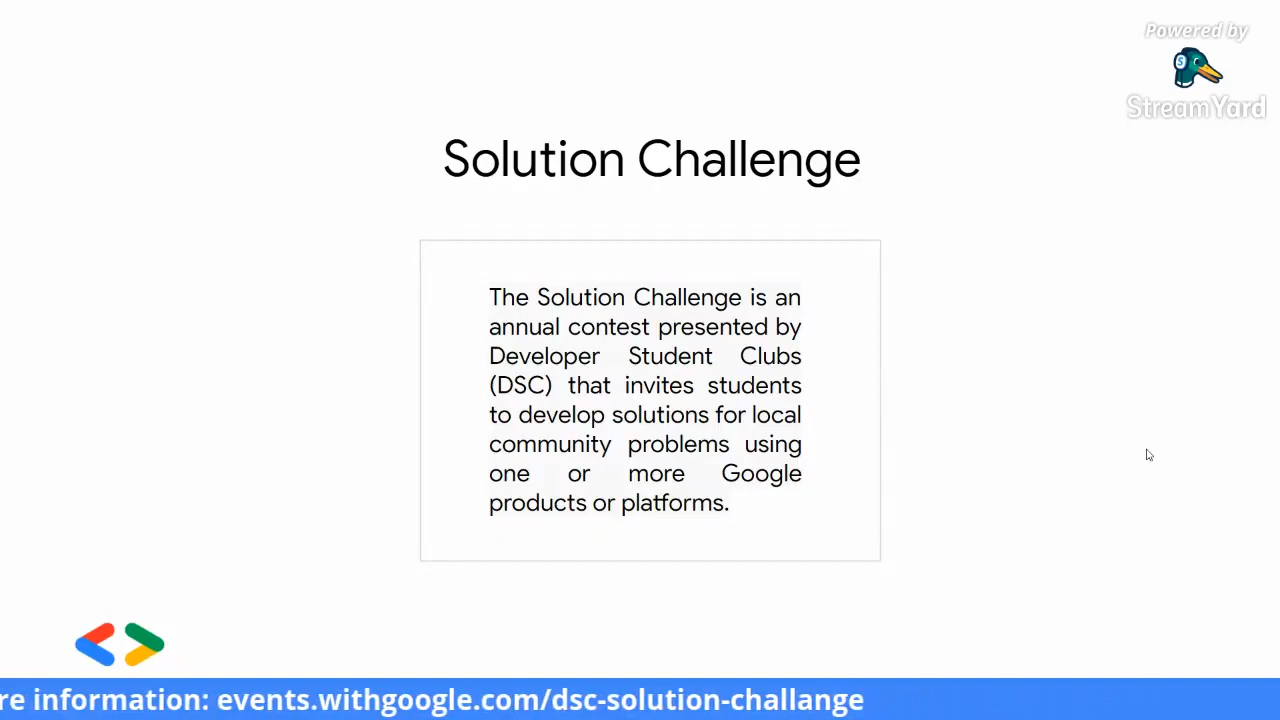 Powered by
StreamYard
Solution Challenge
The Solution Challenge is an
annual contest presented by
Developer Student Clubs
(DSC) that invites students
to develop solutions for local
community problems using
one or more Google
products or platforms.
re information: events.withgoogle.com/dsc-solution-challange